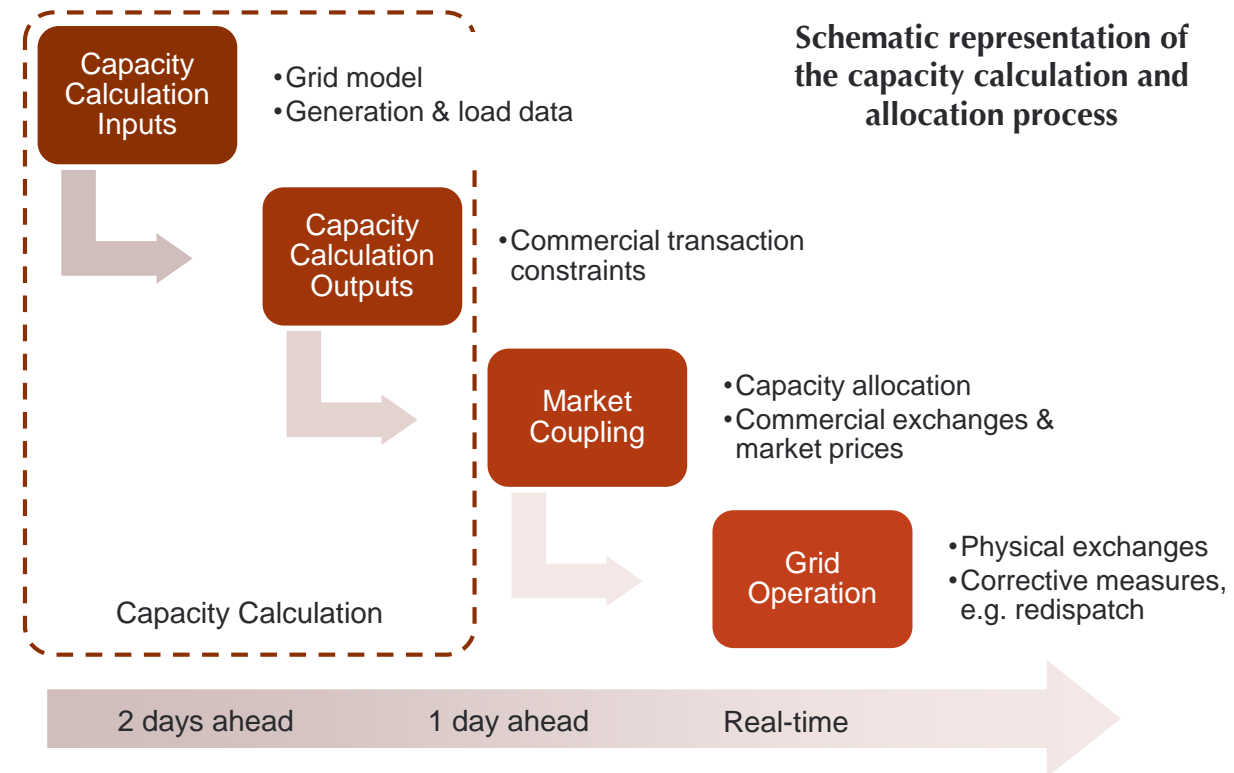 Schematic representation of
the capacity calculation and
allocation process
Capacity
Calculation
Inputs
•Grid model
•Generation & load data
Capacity
Calculation
Outputs
•Commercial transaction
constraints
Market
Coupling
•Capacity allocation
•Commercial exchanges &
market prices
Grid
Operation
•Physical exchanges
•Corrective measures,
e.g. redispatch
Capacity Calculation
2 days ahead
1 day ahead
Real-time